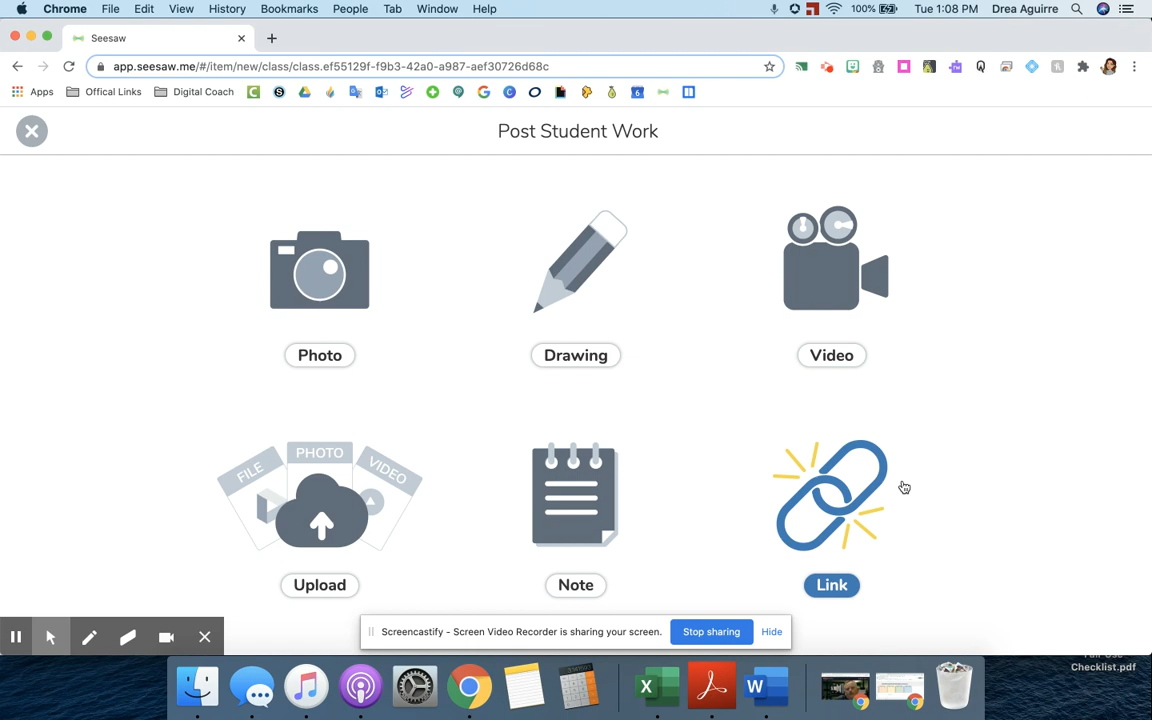 Chrome File Edit View History Bookmarks People Tab Window Help 100% Tue 1:08 PM Drea Aguirre
Seesaw
app.seesaw.me/#/item/new/class/class.ef55129f-f9b3-42a0-a987-aef30726d68c
Apps Offical Links Digital Coach
Post Student Work
Photo Drawing Video
FILE PHOTO VIDEO
Upload Note Link
Screencastify - Screen Video Recorder is sharing your screen. Stop sharing Hide
Checklist.pdf